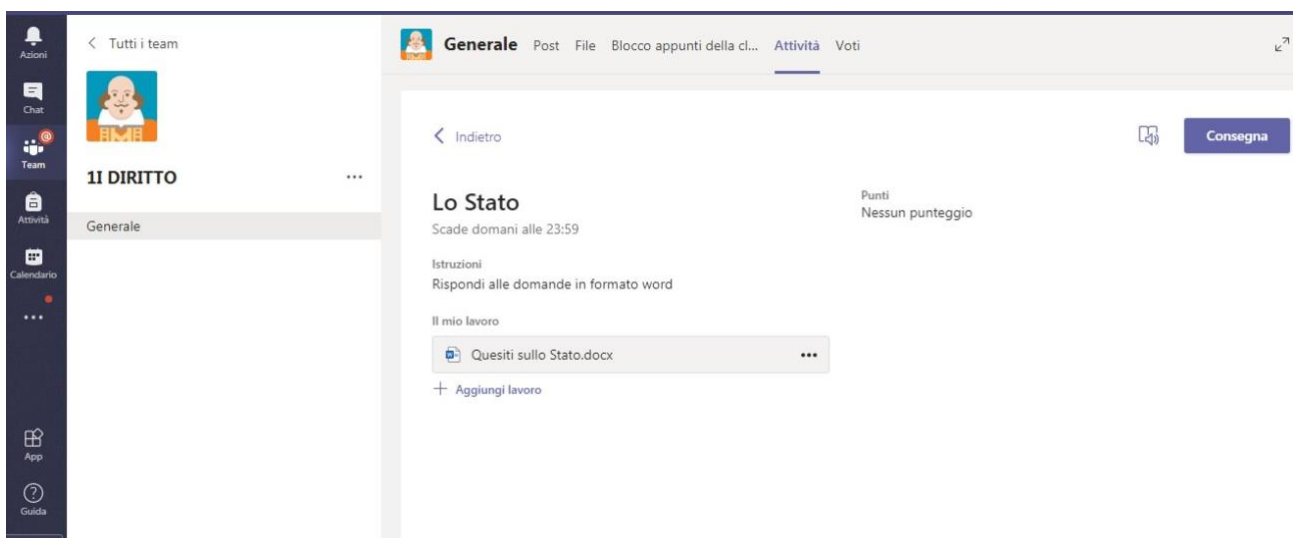 Azioni
Chat
Team
Attività
Calendario
App
Guida
Tutti i team
1I DIRITTO
Generale
Generale Post File Blocco appunti della cl... Attività Voti
Indietro
Consegna
Lo Stato
Scade domani alle 23:59
Punti
Nessun punteggio
Istruzioni
Rispondi alle domande in formato word
Il mio lavoro
Quesiti sullo Stato.docx
+ Aggiungi lavoro